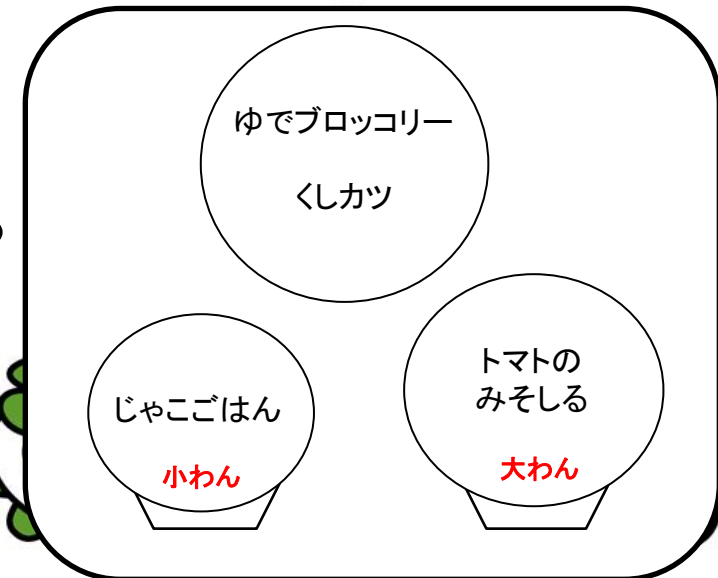 ゆでブロッコリー
くしカツ
じゃこごはん
小わん
トマトの
みそしる
大わん